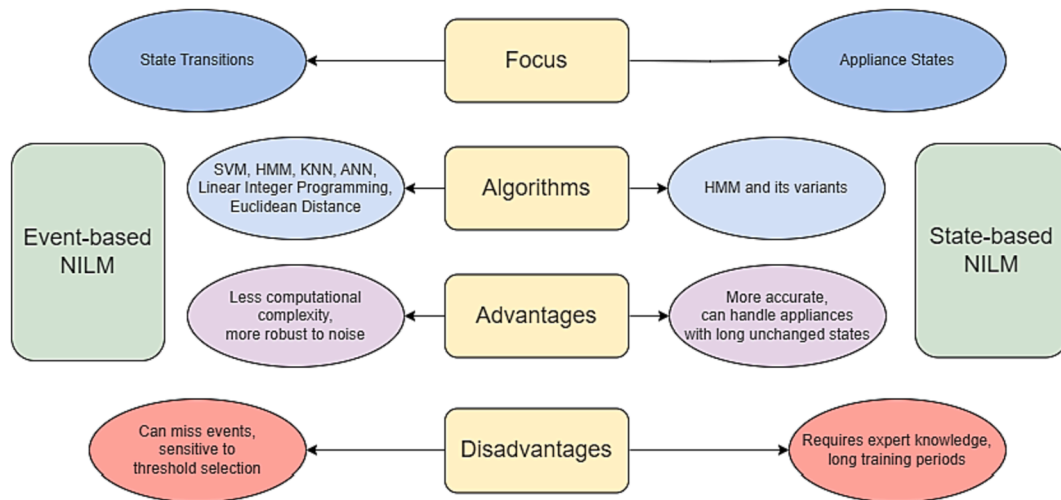 State Transitions
Focus
Appliance States
SVM, HMM, KNN, ANN,
Linear Integer Programming,
Euclidean Distance
Algorithms
HMM and its variants
Event-based
NILM
State-based
NILM
Less computational
complexity,
more robust to noise
Advantages
More accurate,
can handle appliances
with long unchanged states
Can miss events,
sensitive to
threshold selection
Disadvantages
Requires expert knowledge,
long training periods